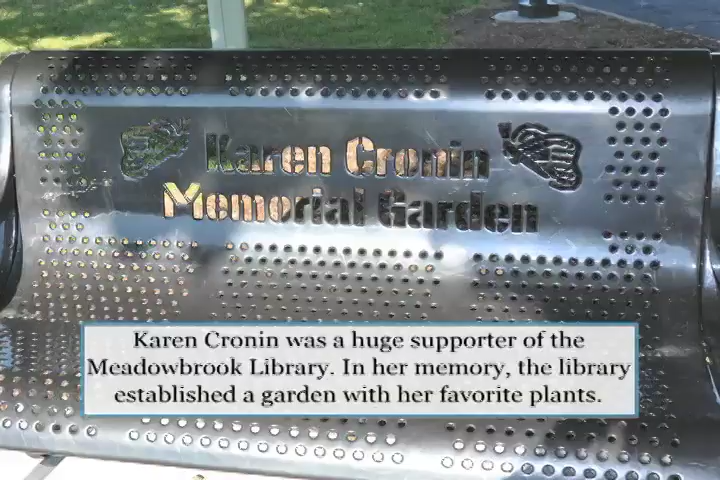 Karen Cronin
Memorial Garden
Karen Cronin was a huge supporter of the
Meadowbrook Library. In her memory, the library
established a garden with her favorite plants.